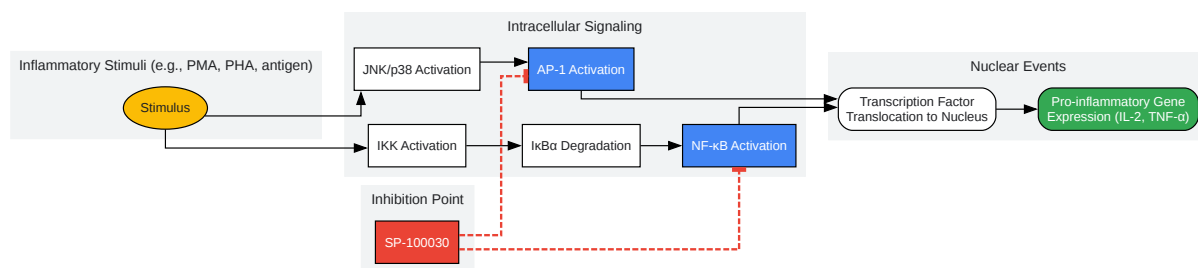 Intracellular Signaling
Inflammatory Stimuli (e.g., PMA, PHA, antigen)
Nuclear Events
JNK/p38 Activation
AP-1 Activation
Stimulus
Transcription Factor
Translocation to Nucleus
Pro-inflammatory Gene
Expression (IL-2, TNF-α)
IKK Activation
IκBα Degradation
NF-κB Activation
Inhibition Point
SP-100030